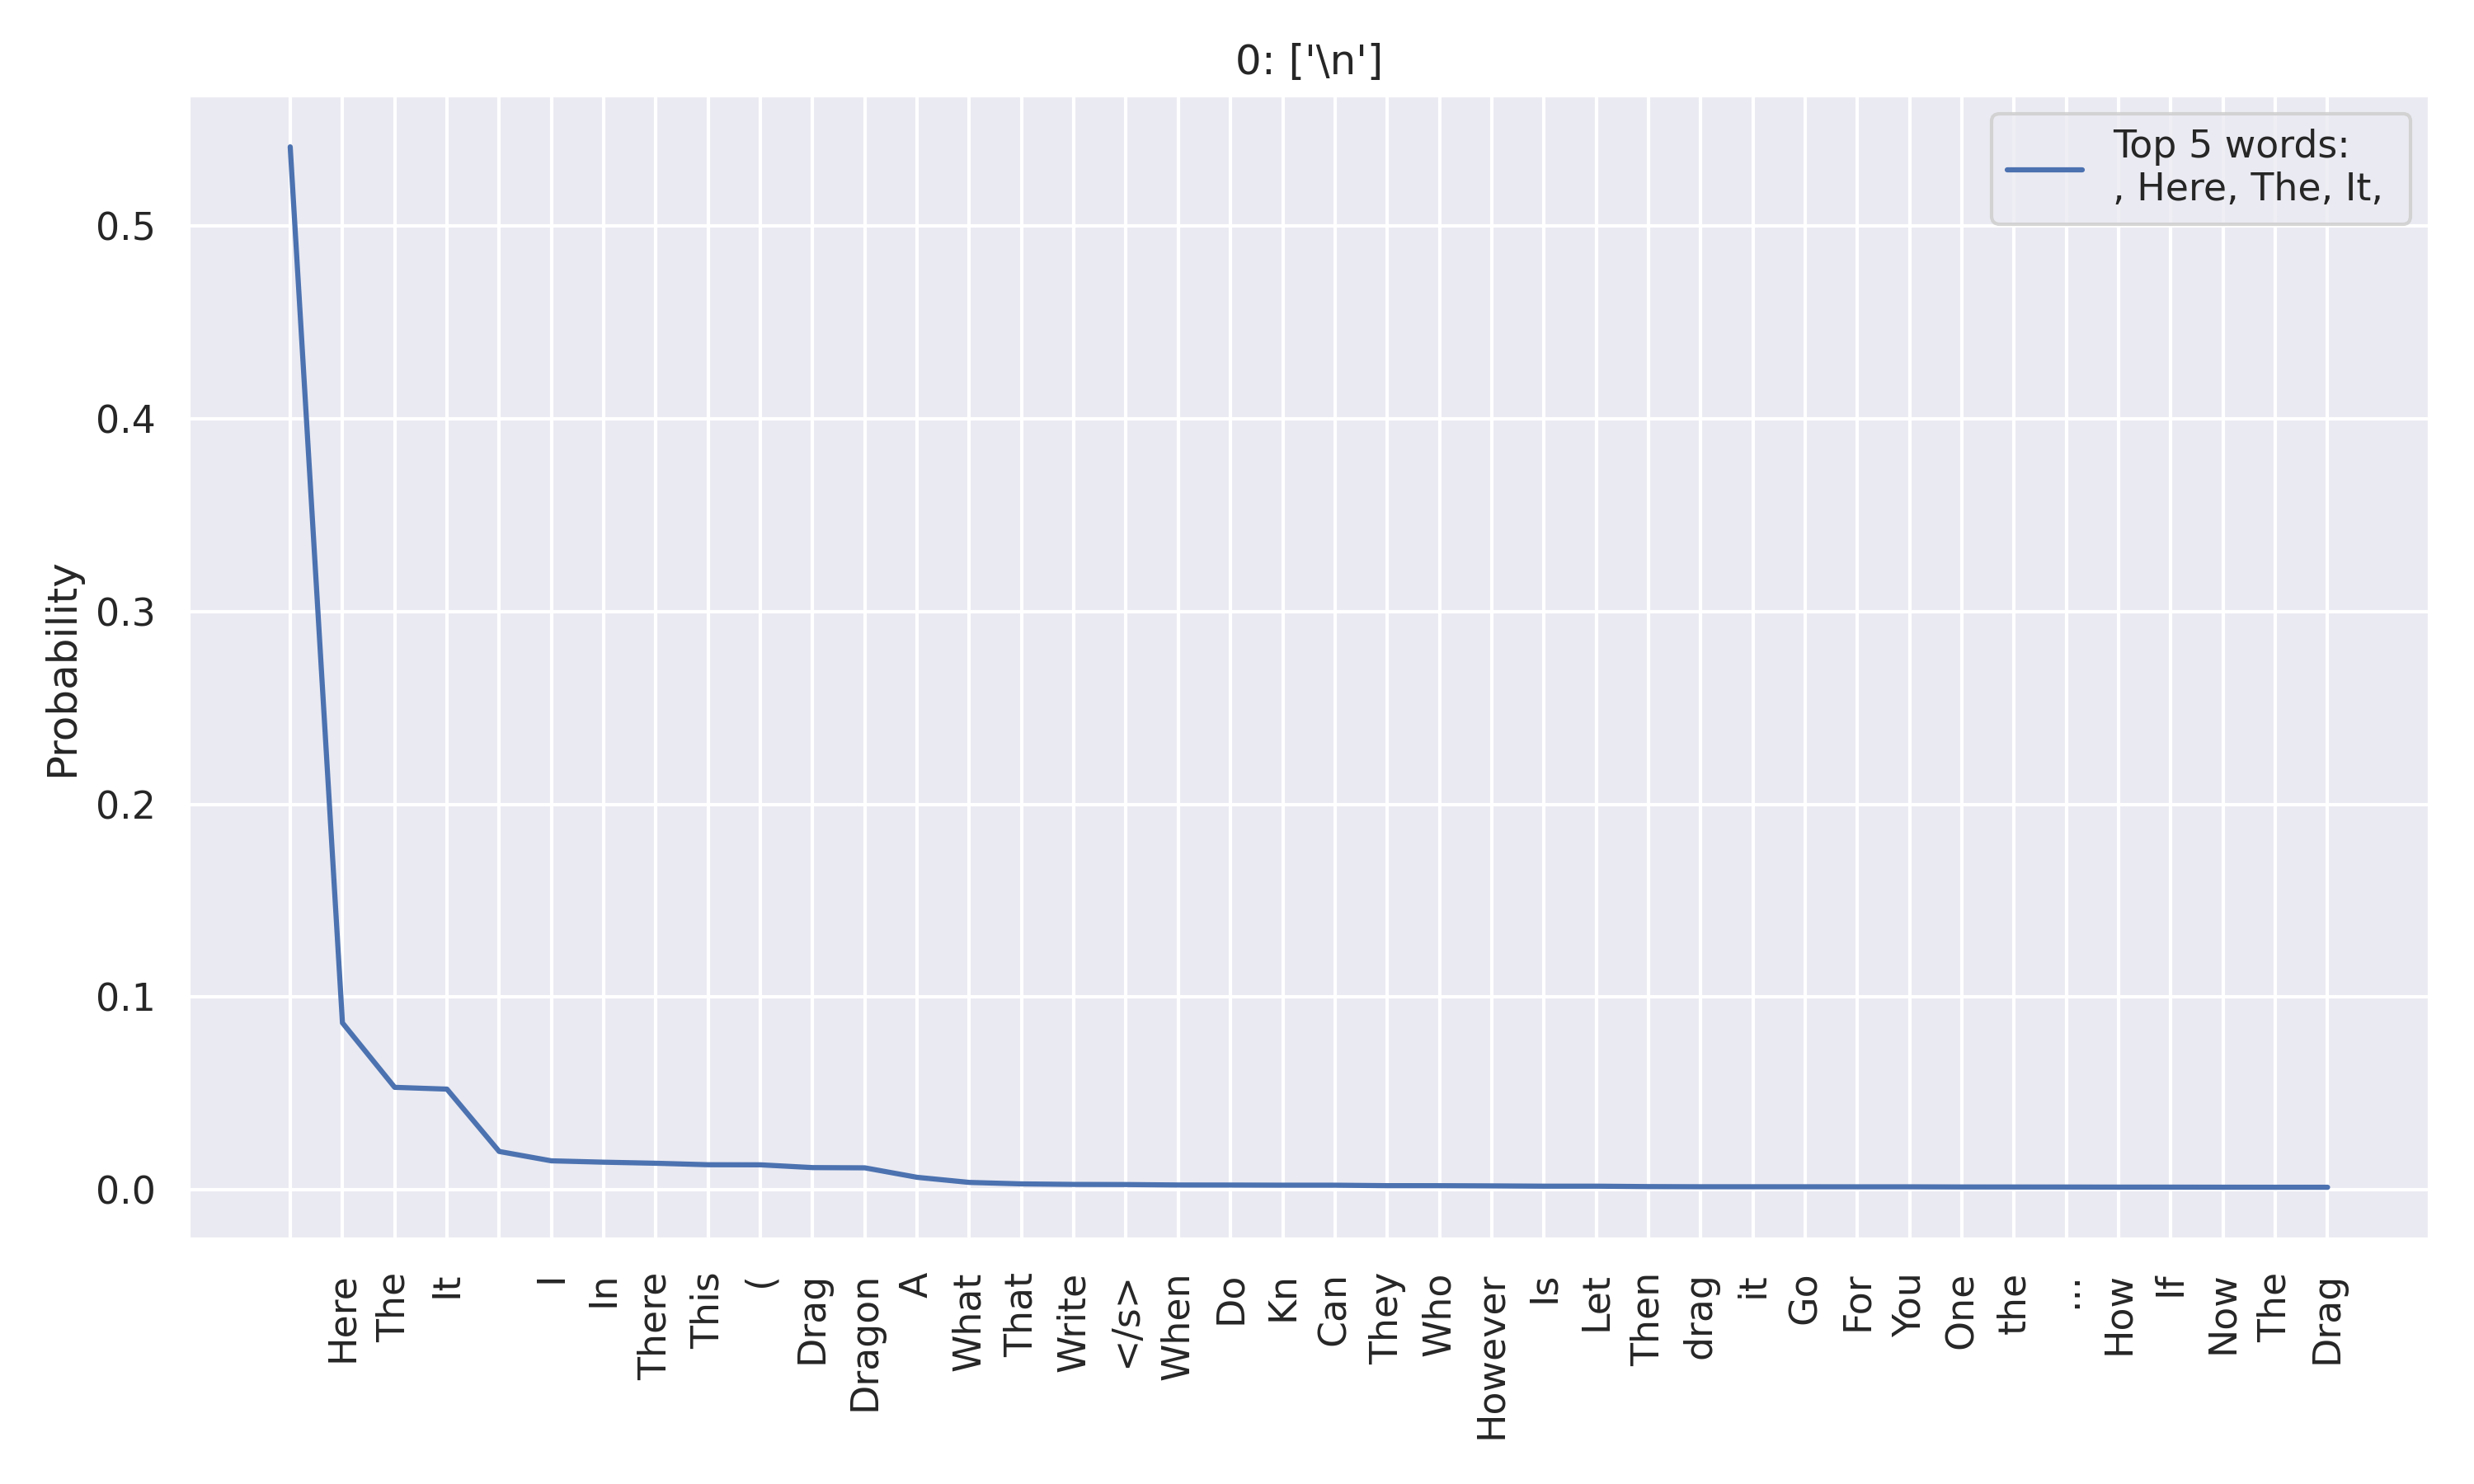 0: ['\n']
Top 5 words:
, Here, The, It,
Probability
0.5
0.4
0.3
0.2
0.1
0.0
Here
The
It
I
In
There
This
(
Drag
Dragon
A
What
That
Write
</s>
When
Do
Kn
Can
They
Who
However
Is
Let
Then
drag
it
Go
For
You
One
the
...
How
If
Now
The
Drag